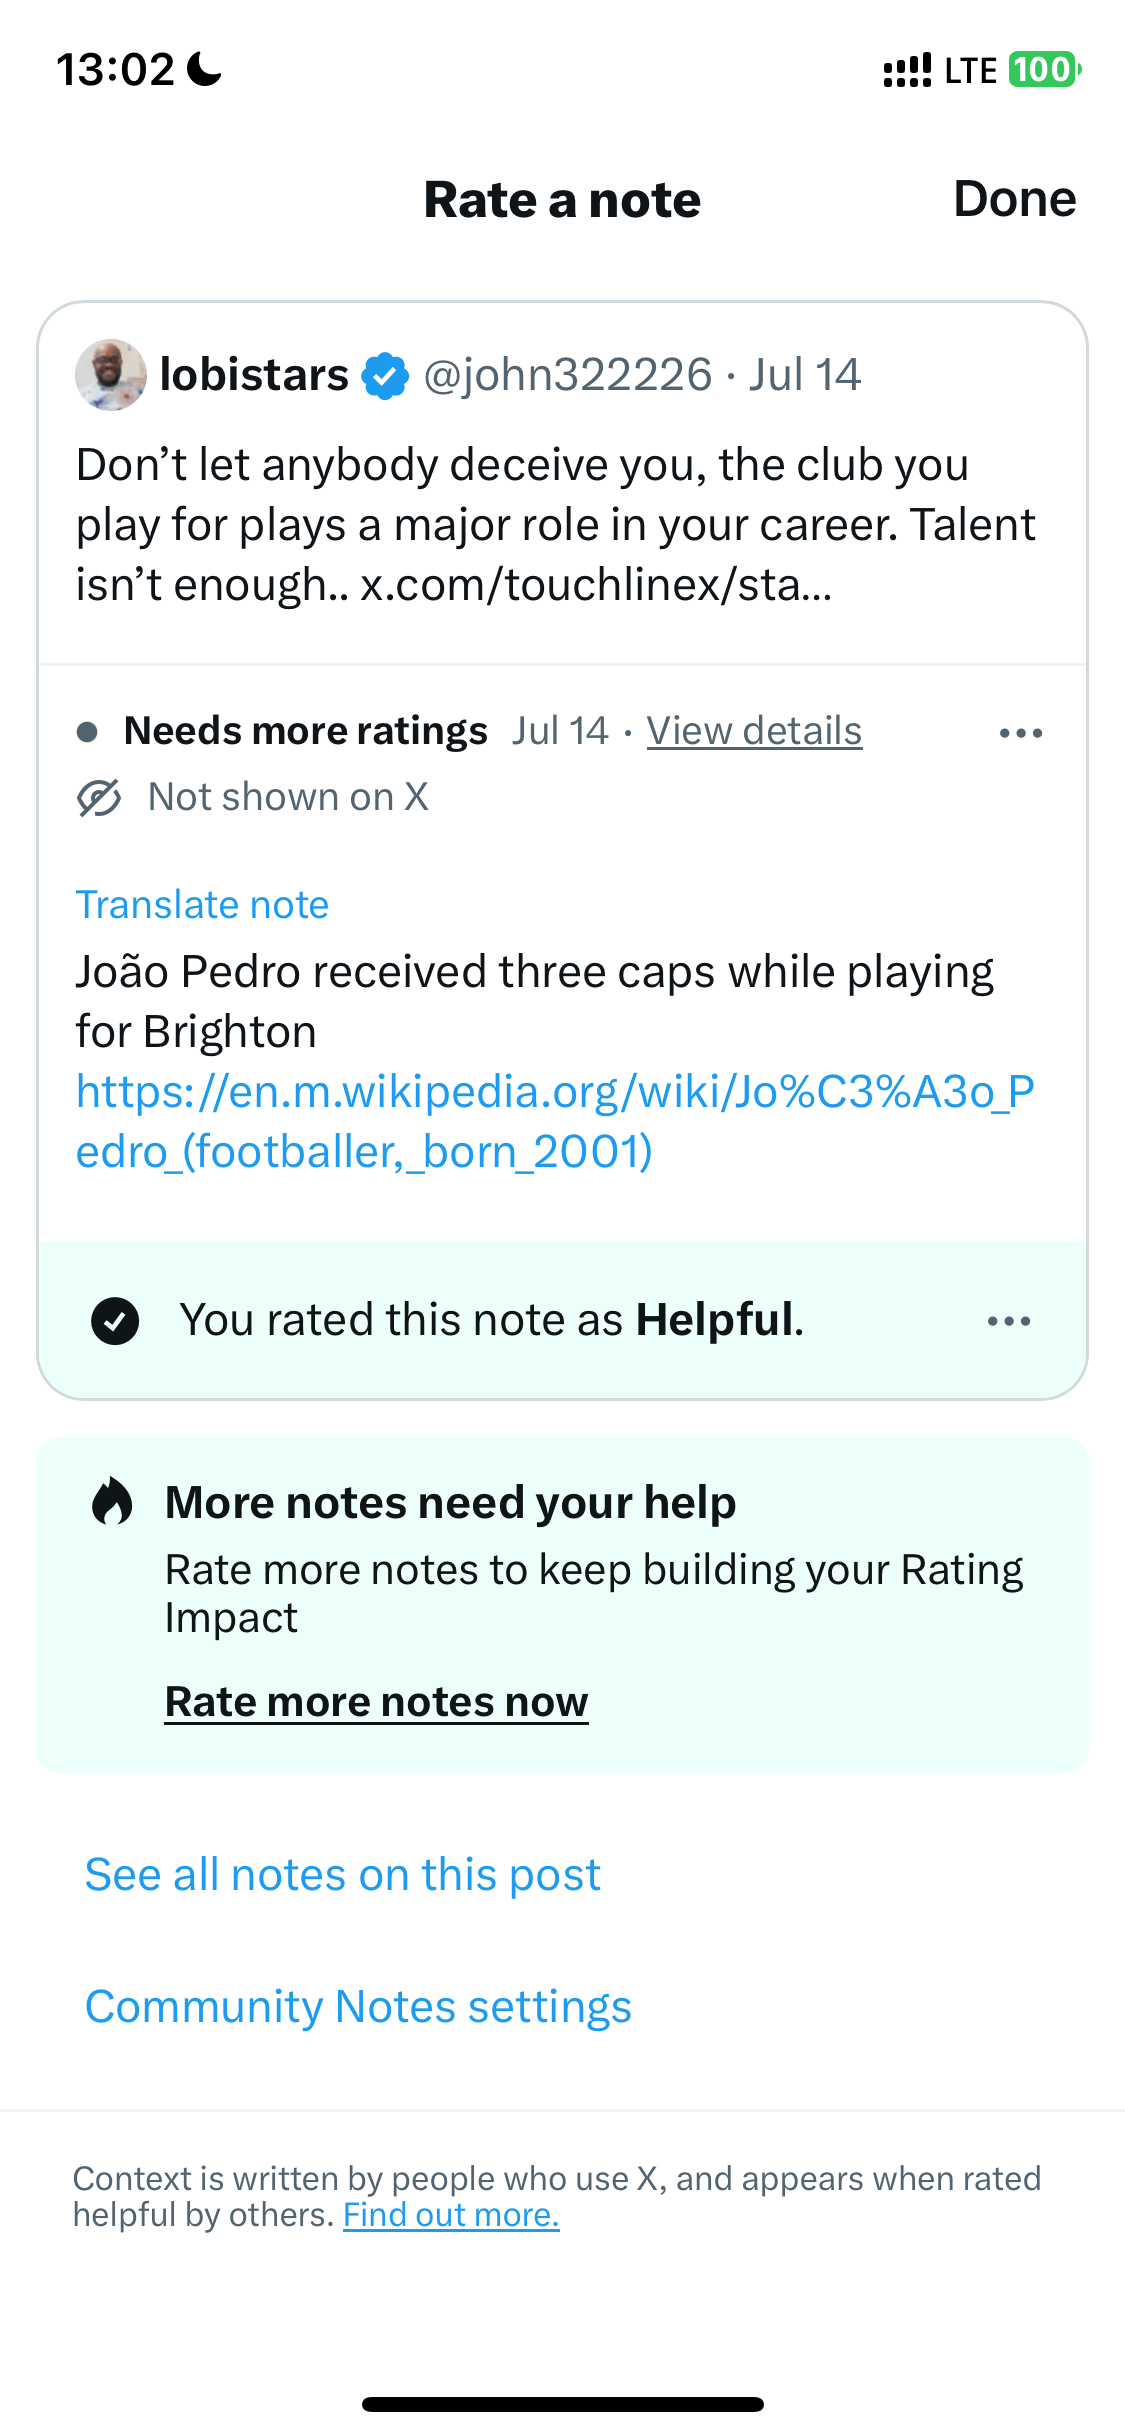 13:02
LTE 100
Rate a note
Done
lobistars @john322226 · Jul 14
Don’t let anybody deceive you, the club you
play for plays a major role in your career. Talent
isn’t enough.. x.com/touchlinex/sta...
Needs more ratings Jul 14 · View details
Not shown on X
Translate note
João Pedro received three caps while playing
for Brighton
https://en.m.wikipedia.org/wiki/Jo%C3%A3o_P
edro_(footballer,_born_2001)
You rated this note as Helpful.
More notes need your help
Rate more notes to keep building your Rating
Impact
Rate more notes now
See all notes on this post
Community Notes settings
Context is written by people who use X, and appears when rated
helpful by others. Find out more.